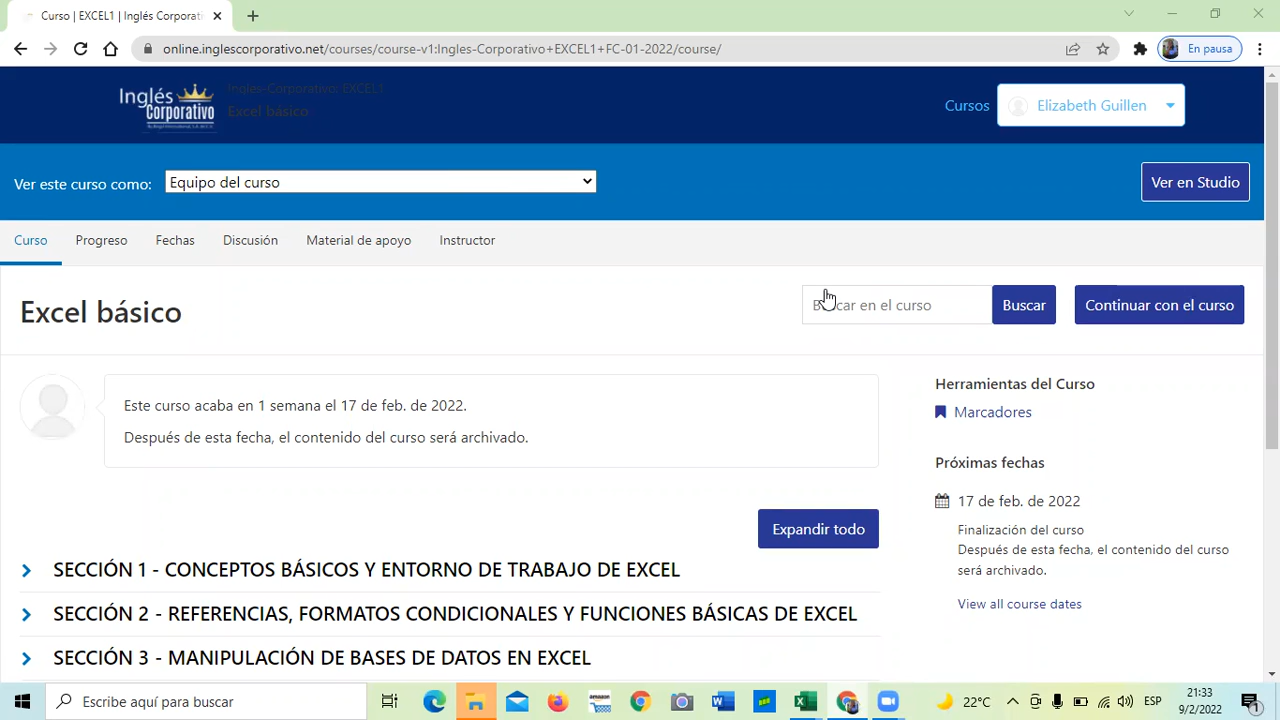 Curso | EXCEL1 | Inglés Corporati
online.inglescorporativo.net/courses/course-v1:Ingles-Corporativo+EXCEL1+FC-01-2022/course/
En pausa
Inglés Corporativo
Ingles-Corporativo: EXCEL1
Excel básico
Cursos
Elizabeth Guillen
Ver este curso como:
Equipo del curso
Ver en Studio
Curso
Progreso
Fechas
Discusión
Material de apoyo
Instructor
Excel básico
Buscar en el curso
Buscar
Continuar con el curso
Este curso acaba en 1 semana el 17 de feb. de 2022.
Después de esta fecha, el contenido del curso será archivado.
Herramientas del Curso
Marcadores
Próximas fechas
17 de feb. de 2022
Finalización del curso
Después de esta fecha, el contenido del curso
será archivado.
View all course dates
Expandir todo
SECCIÓN 1 - CONCEPTOS BÁSICOS Y ENTORNO DE TRABAJO DE EXCEL
SECCIÓN 2 - REFERENCIAS, FORMATOS CONDICIONALES Y FUNCIONES BÁSICAS DE EXCEL
SECCIÓN 3 - MANIPULACIÓN DE BASES DE DATOS EN EXCEL
Escribe aquí para buscar
amazon
22°C
ESP
21:33
9/2/2022